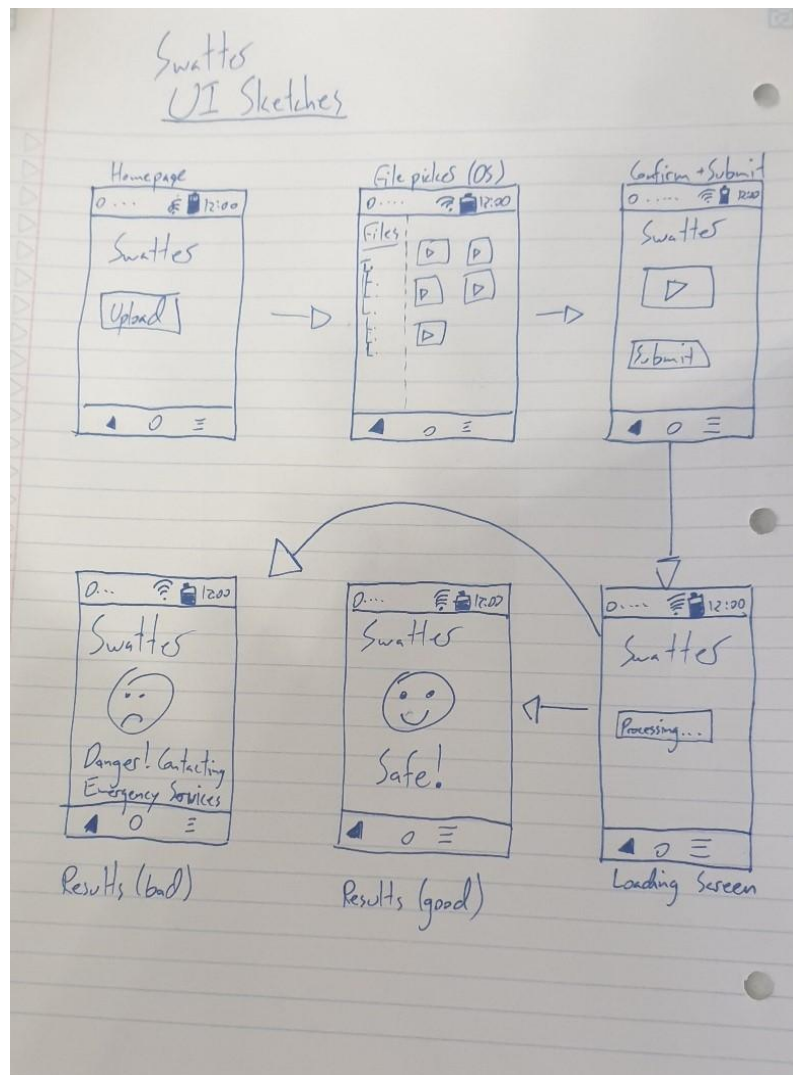 Swatter
UI Sketches
Homepage
12:00
Swatter
Upload
File picker (OS)
12:00
Files
Confirm + Submit
12:00
Swatter
Submit
12:00
Swatter
Danger! Contacting
Emergency Services
Results (bad)
12:00
Swatter
Safe!
Results (good)
12:00
Swatter
Processing...
Loading Screen